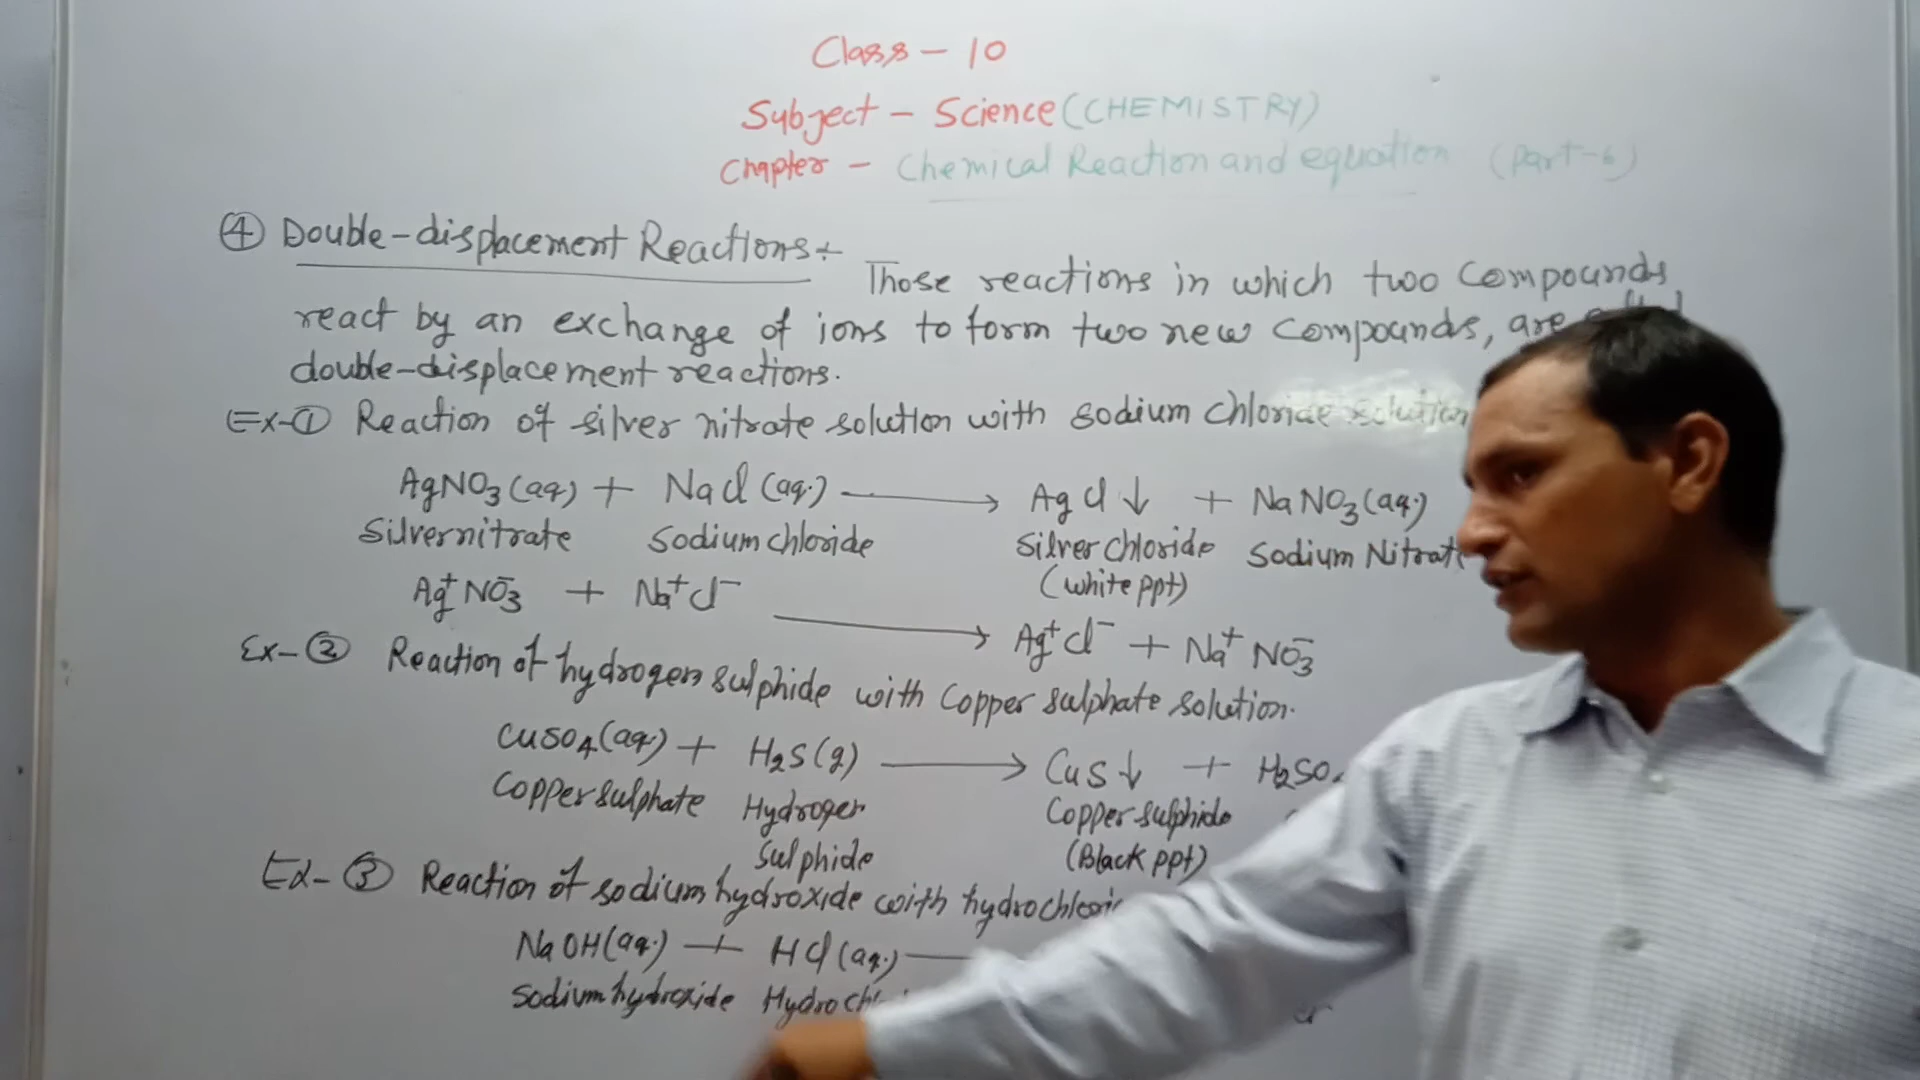 Class - 10
Subject - Science (CHEMISTRY)
Chapter - Chemical Reaction and equation (Part-6)
④ Double-displacement Reactions÷ Those reactions in which two compounds
react by an exchange of ions to form two new compounds, are
double-displacement reactions.
Ex-① Reaction of silver nitrate solution with sodium chloride solution
AgNO3(aq) + NaCl (aq.) → AgCl↓ + NaNO3(aq.)
Silver nitrate Sodium chloride Silver chloride Sodium Nitrate
(white ppt)
Ag⁺NO3⁻ + Na⁺Cl⁻ → Ag⁺Cl⁻ + Na⁺NO3⁻
Ex-② Reaction of hydrogen sulphide with Copper sulphate solution.
CuSO4(aq.) + H2S(g) → CuS↓ + H2SO
Copper sulphate Hydrogen Copper sulphide
Sulphide (Black ppt)
Ex-③ Reaction of sodium hydroxide with hydrochloric
NaOH(aq.) + HCl(aq.)
Sodium hydroxide